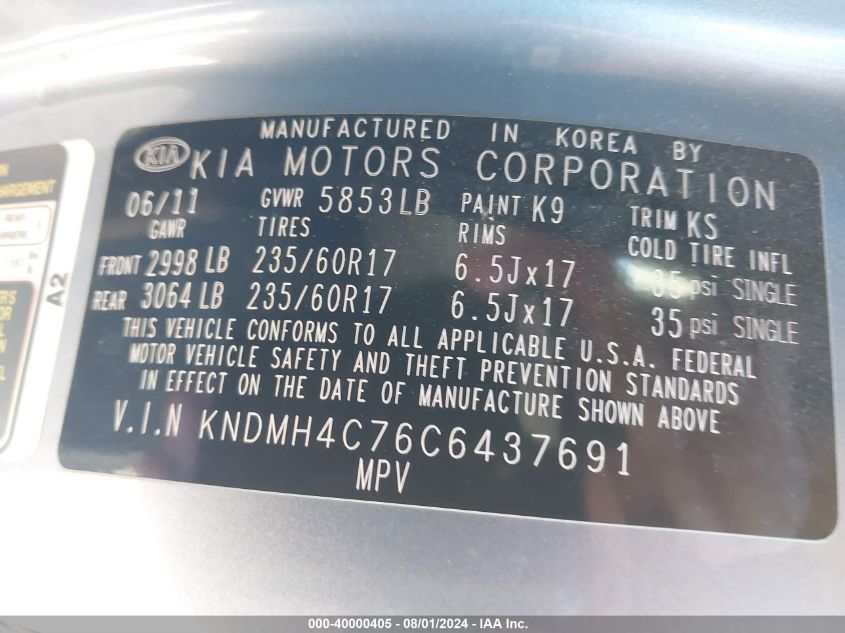 MANUFACTURED IN KOREA BY
KIA KIA MOTORS CORPORATION
06/11 GVWR 5853LB PAINT K9 TRIM KS
GAWR TIRES RIMS COLD TIRE INFL
FRONT 2998 LB 235/60R17 6.5Jx17 35 psi SINGLE
REAR 3064 LB 235/60R17 6.5Jx17 35 psi SINGLE
THIS VEHICLE CONFORMS TO ALL APPLICABLE U.S.A. FEDERAL
MOTOR VEHICLE SAFETY AND THEFT PREVENTION STANDARDS
IN EFFECT ON THE DATE OF MANUFACTURE SHOWN ABOVE
V.I.N KNDMH4C76C6437691
MPV
REAR
A2
000-40000405 - 08/01/2024 - IAA Inc.